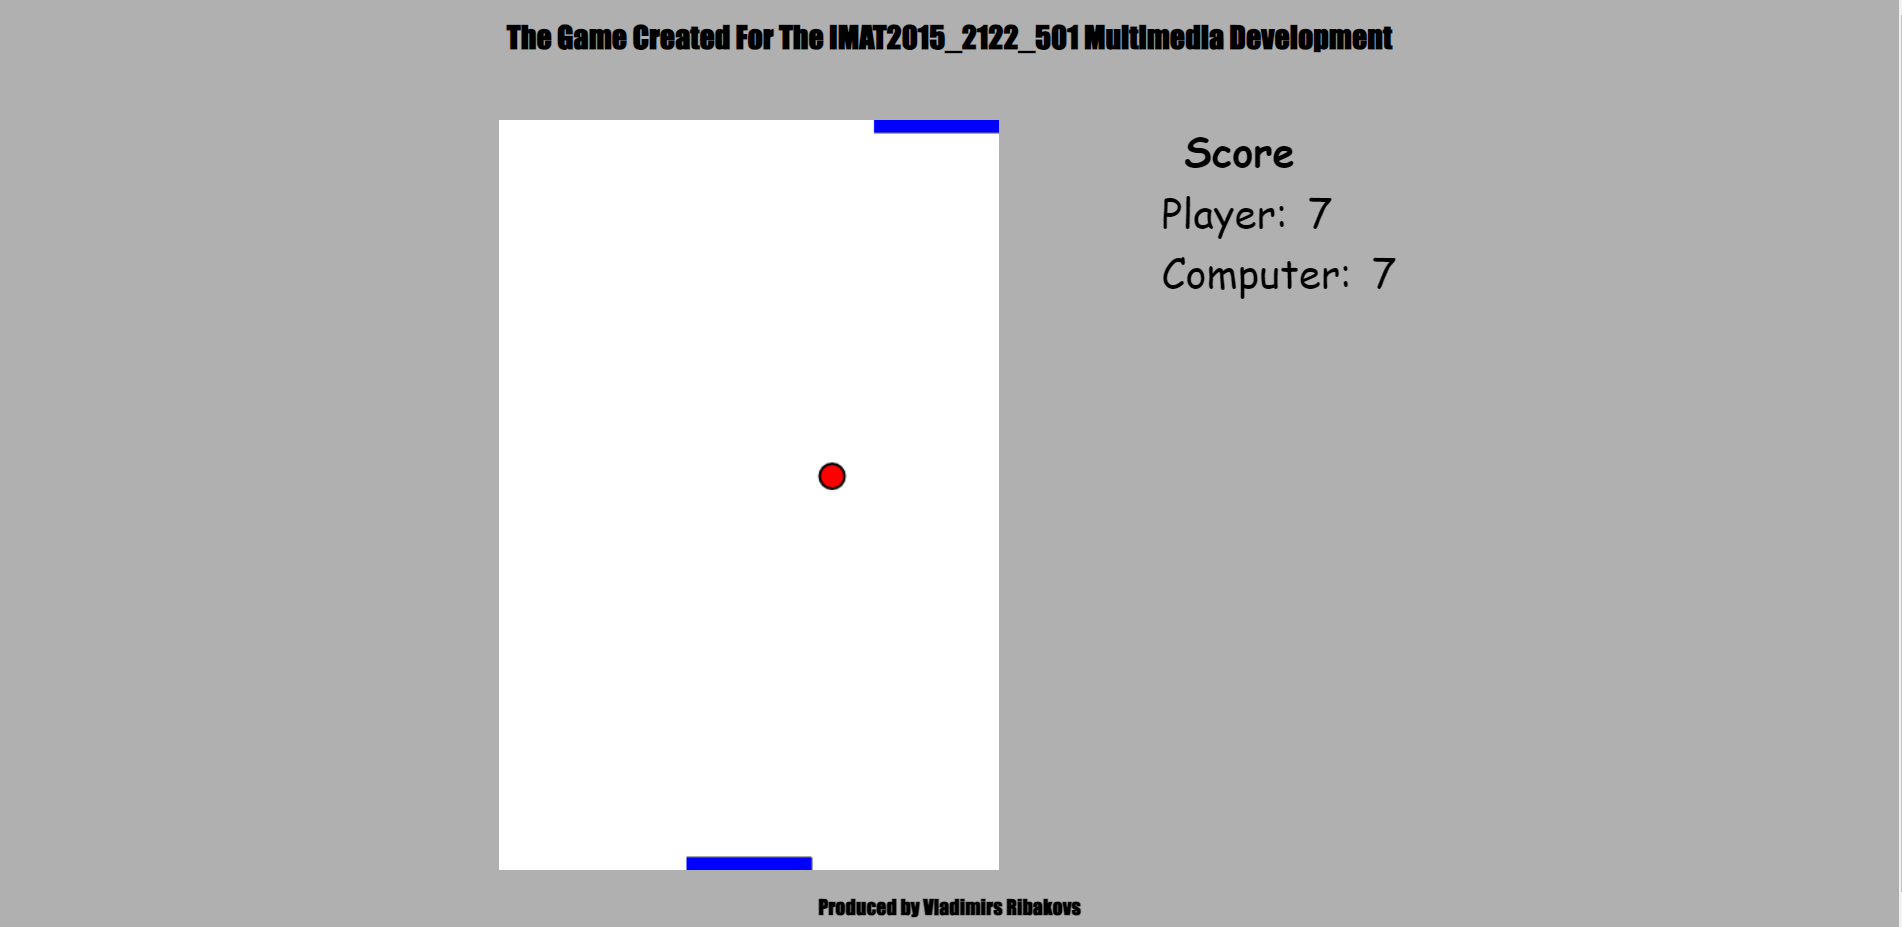 The Game Created For The IMAT2015_2122_501 Multimedia Development
Score
Player: 7
Computer: 7
Produced by Vladimirs Ribakovs